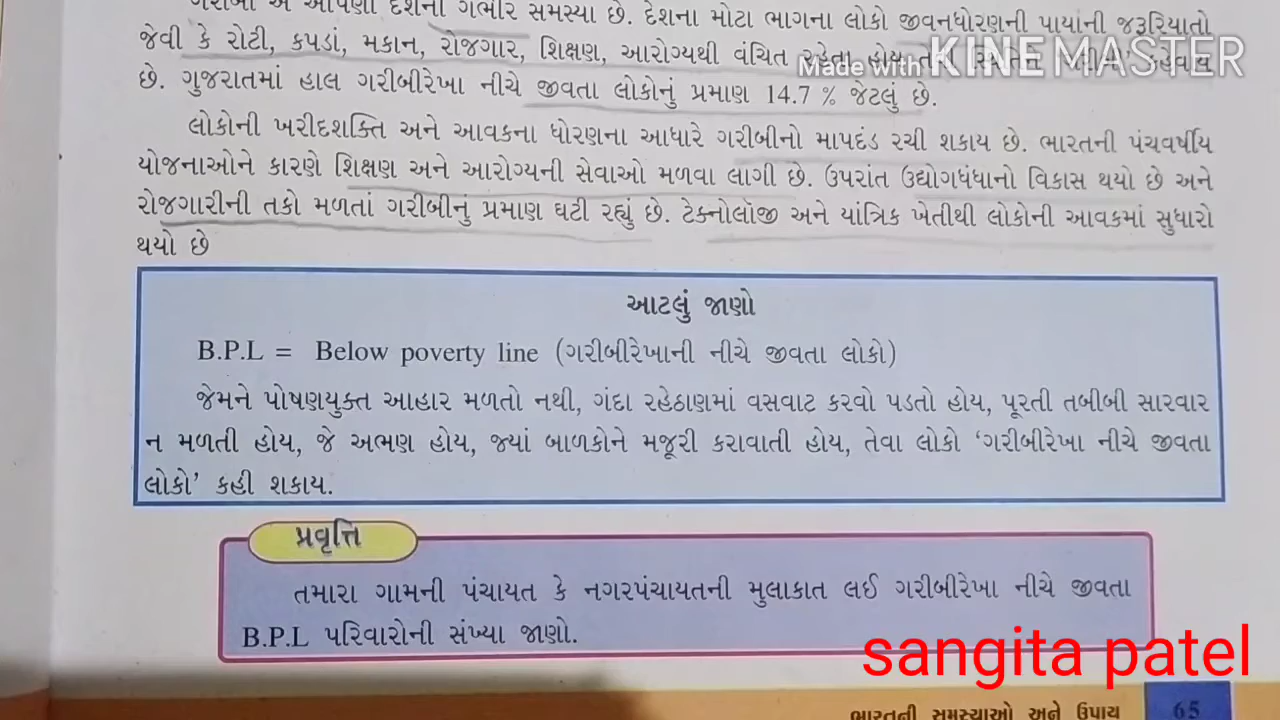 ગરીબી એ આપણા દેશની ગંભીર સમસ્યા છે. દેશના મોટા ભાગના લોકો જીવનધોરણની પાયાની જરૂરિયાતો
જેવી કે રોટી, કપડાં, મકાન, રોજગાર, શિક્ષણ, આરોગ્યથી વંચિત રહેતા હોય
Made with KINEMASTER
છે. ગુજરાતમાં હાલ ગરીબીરેખા નીચે જીવતા લોકોનું પ્રમાણ 14.7 % જેટલું છે.
લોકોની ખરીદશક્તિ અને આવકના ધોરણના આધારે ગરીબીનો માપદંડ રચી શકાય છે. ભારતની પંચવર્ષીય
યોજનાઓને કારણે શિક્ષણ અને આરોગ્યની સેવાઓ મળવા લાગી છે. ઉપરાંત ઉદ્યોગધંધાનો વિકાસ થયો છે અને
રોજગારીની તકો મળતાં ગરીબીનું પ્રમાણ ઘટી રહ્યું છે. ટેક્નોલૉજી અને યાંત્રિક ખેતીથી લોકોની આવકમાં સુધારો
થયો છે
આટલું જાણો
B.P.L = Below poverty line (ગરીબીરેખાની નીચે જીવતા લોકો)
જેમને પોષણયુક્ત આહાર મળતો નથી, ગંદા રહેઠાણમાં વસવાટ કરવો પડતો હોય, પૂરતી તબીબી સારવાર
ન મળતી હોય, જે અભણ હોય, જ્યાં બાળકોને મજૂરી કરાવાતી હોય, તેવા લોકો ‘ગરીબીરેખા નીચે જીવતા
લોકો’ કહી શકાય.
પ્રવૃત્તિ
તમારા ગામની પંચાયત કે નગરપંચાયતની મુલાકાત લઈ ગરીબીરેખા નીચે જીવતા
B.P.L પરિવારોની સંખ્યા જાણો.
sangita patel
ભારતની સમસ્યાઓ અને ઉપાય 65